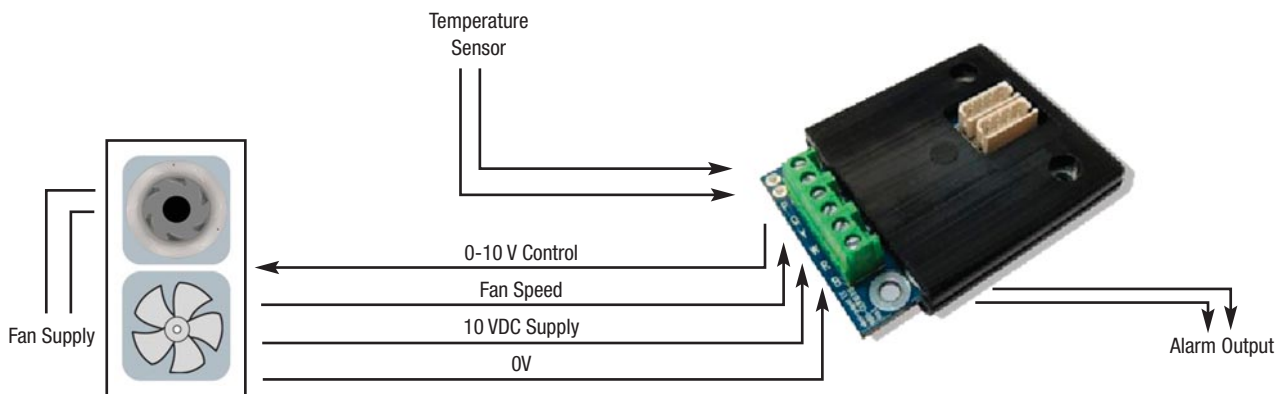 Temperature
Sensor
0-10 V Control
Fan Speed
10 VDC Supply
0V
Fan Supply
Alarm Output